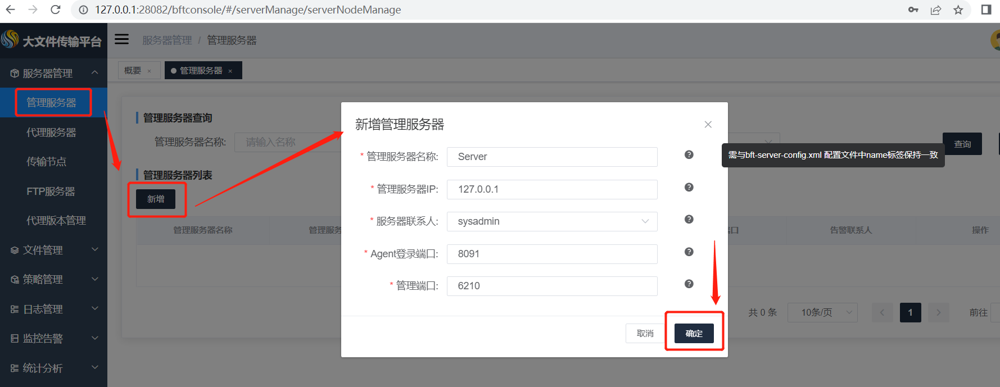 127.0.0.1:28082/bftconsole/#/serverManage/serverNodeManage
大文件传输平台
服务器管理 / 管理服务器
服务器管理
概要 ×
管理服务器 ×
管理服务器
代理服务器
传输节点
FTP服务器
代理版本管理
文件管理
策略管理
日志管理
监控告警
统计分析
管理服务器查询
管理服务器名称: 请输入名称
查询
管理服务器列表
新增
管理服务器名称 管理服务 口 告警联系人 操作
共 0 条 10条/页 1 前往
新增管理服务器
* 管理服务器名称: Server
需与bft-server-config.xml 配置文件中name标签保持一致
* 管理服务器IP: 127.0.0.1
* 服务器联系人: sysadmin
* Agent登录端口: 8091
* 管理端口: 6210
取消 确定